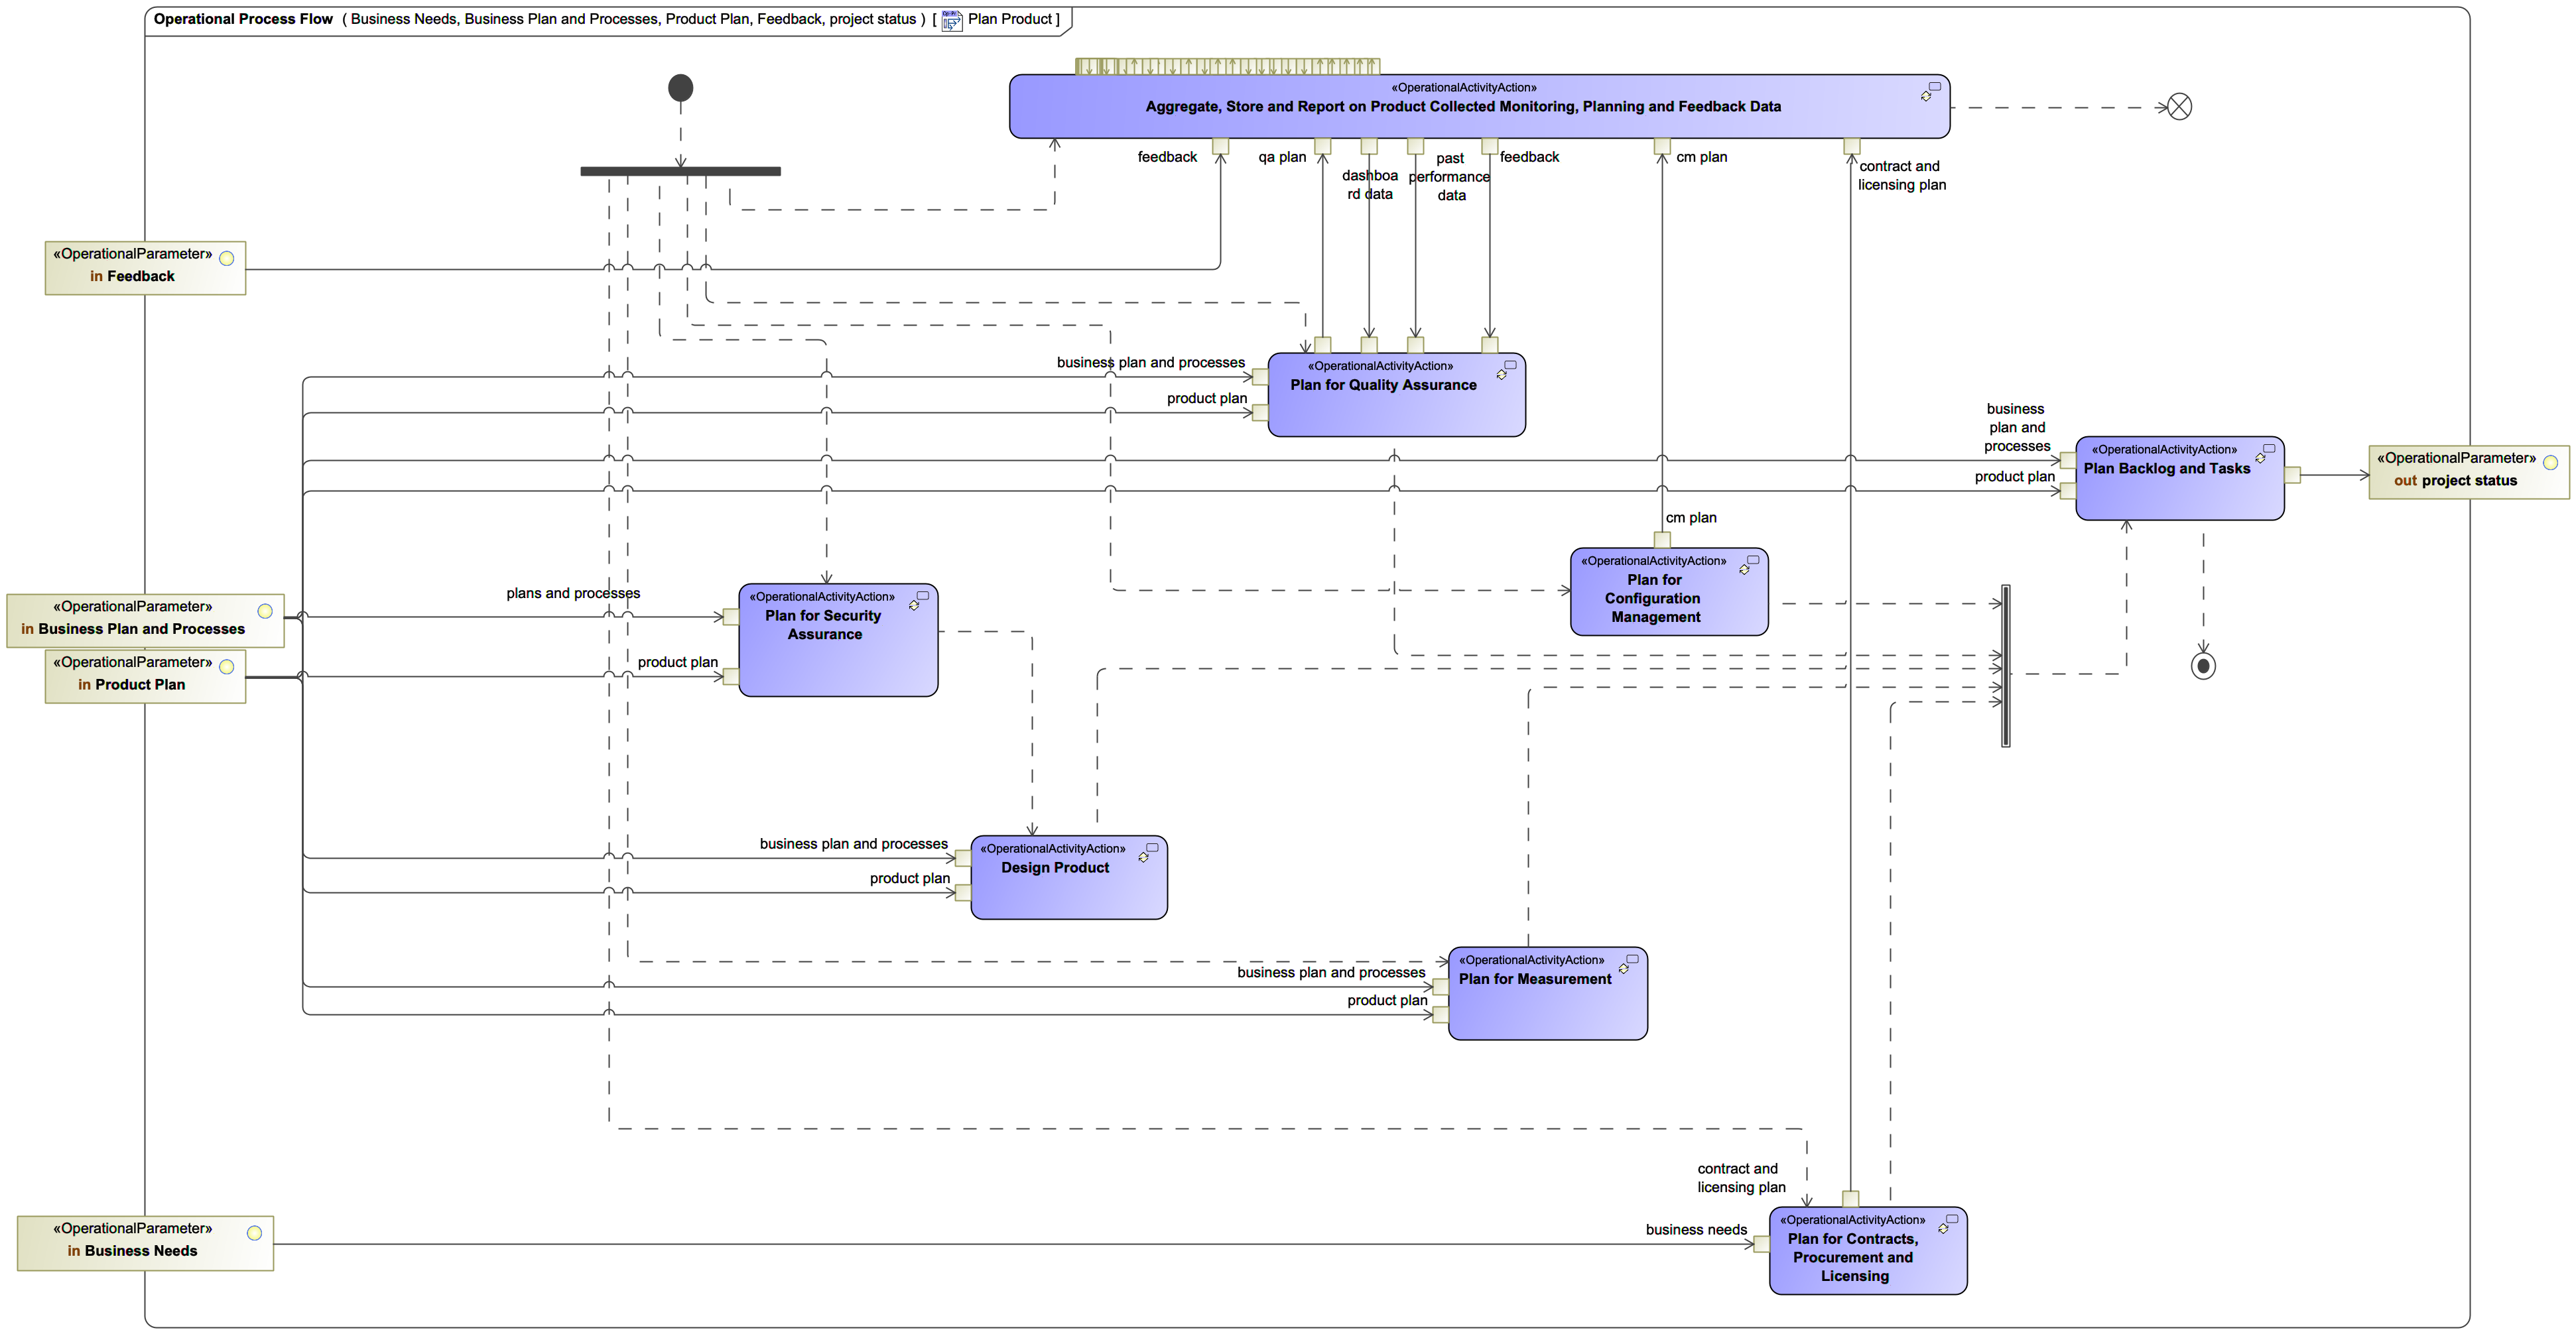 Operational Process Flow ( Business Needs, Business Plan and Processes, Product Plan, Feedback, project status ) [ Plan Product ]
«OperationalActivityAction»
Aggregate, Store and Report on Product Collected Monitoring, Planning and Feedback Data
feedback
qa plan
dashboa
rd data
past
performance
data
feedback
cm plan
contract and
licensing plan
«OperationalParameter»
in Feedback
business plan and processes
product plan
«OperationalActivityAction»
Plan for Quality Assurance
business
plan and
processes
product plan
«OperationalActivityAction»
Plan Backlog and Tasks
«OperationalParameter»
out project status
cm plan
«OperationalActivityAction»
Plan for
Configuration
Management
«OperationalParameter»
in Business Plan and Processes
«OperationalParameter»
in Product Plan
plans and processes
product plan
«OperationalActivityAction»
Plan for Security
Assurance
business plan and processes
product plan
«OperationalActivityAction»
Design Product
business plan and processes
product plan
«OperationalActivityAction»
Plan for Measurement
contract and
licensing plan
«OperationalParameter»
in Business Needs
business needs
«OperationalActivityAction»
Plan for Contracts,
Procurement and
Licensing